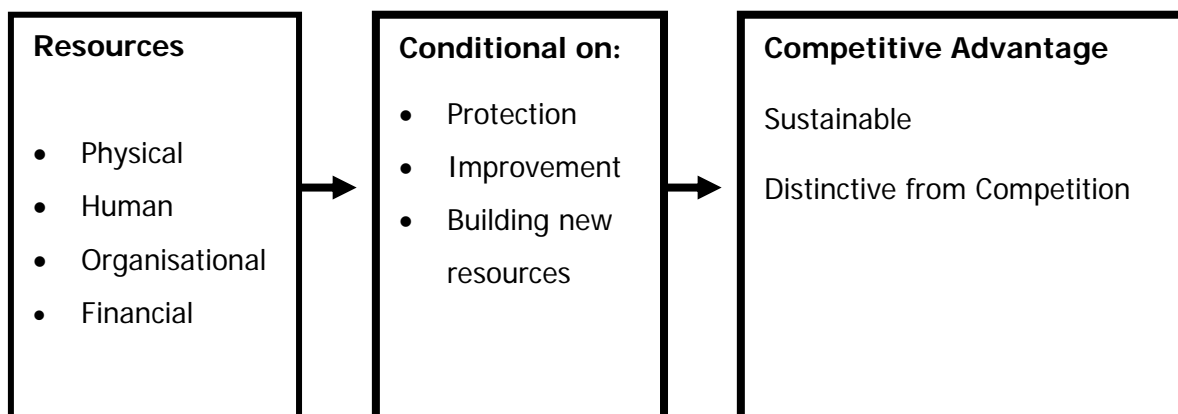 Resources
• Physical
• Human
• Organisational
• Financial
Conditional on:
• Protection
• Improvement
• Building new
resources
Competitive Advantage
Sustainable
Distinctive from Competition